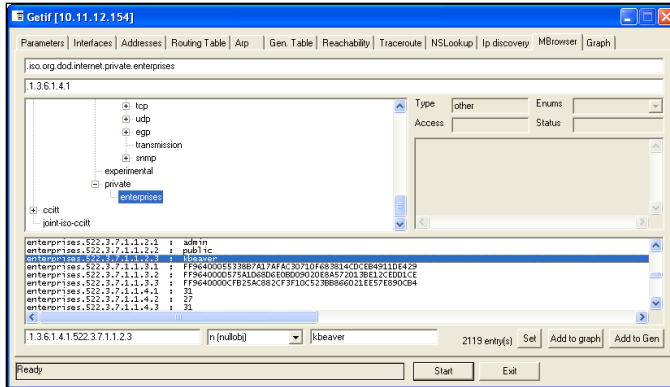 Getif [10.11.12.154]
Parameters Interfaces Addresses Routing Table Arp Gen. Table Reachability Traceroute NSLookup Ip discovery MBrowser Graph
.iso.org.dod.internet.private.enterprises
.1.3.6.1.4.1
tcp
udp
egp
transmission
snmp
experimental
private
enterprises
ccitt
joint-iso-ccitt
Type other Enums
Access Status
enterprises.522.3.7.1.1.2.1 : admin
enterprises.522.3.7.1.1.2.2 : public
enterprises.522.3.7.1.1.2.3 : kbeaver
enterprises.522.3.7.1.1.3.1 : FF96400055338B7A17AFAC30710F683814CDCEB4911DE429
enterprises.522.3.7.1.1.3.2 : FF964000D575A1D68D6E0BD09020E8A572013BE12CEDD1CE
enterprises.522.3.7.1.1.3.3 : FF9640000CFB25AC882CF3F10C523BB866021EE57E890CB4
enterprises.522.3.7.1.1.4.1 : 31
enterprises.522.3.7.1.1.4.2 : 27
enterprises.522.3.7.1.1.4.3 : 31
.1.3.6.1.4.1.522.3.7.1.1.2.3 n (nullobj) kbeaver 2119 entry(s) Set Add to graph Add to Gen
Ready Start Exit